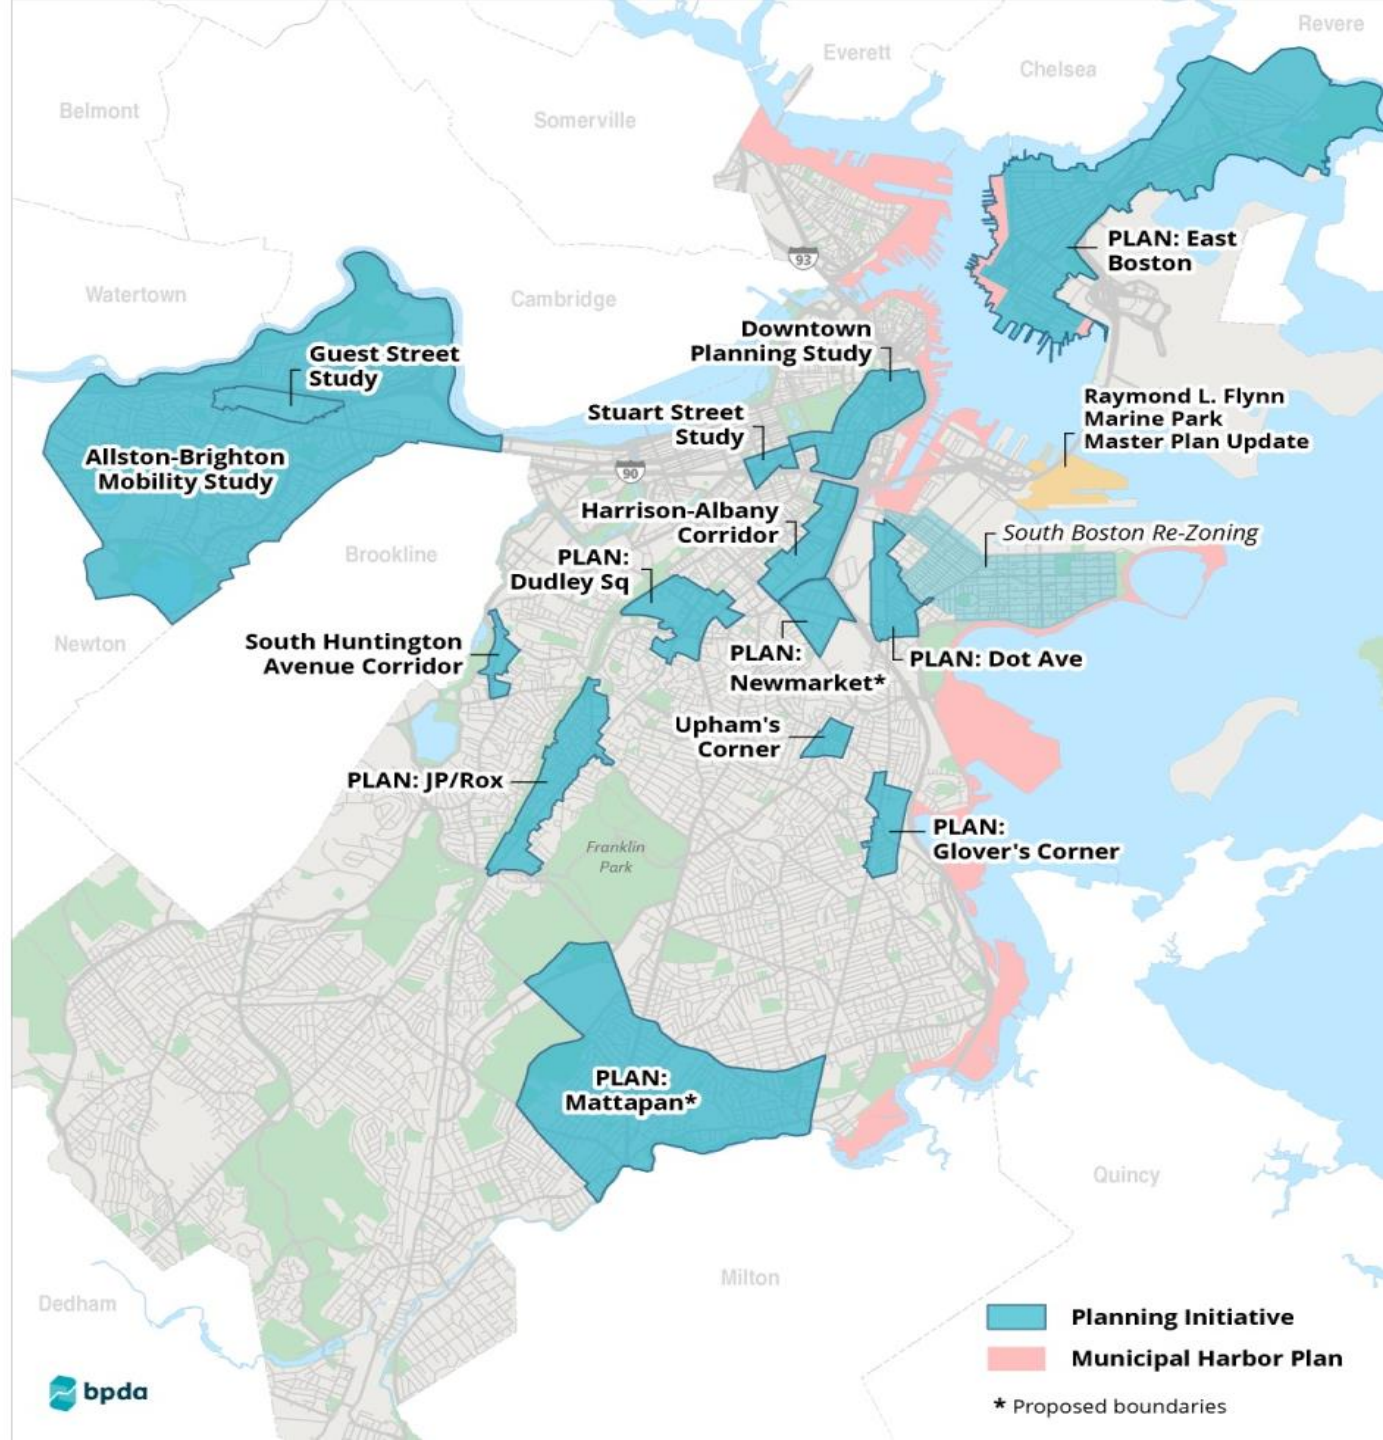 Revere
Everett
Chelsea
Belmont
Somerville
93
PLAN: East
Boston
Watertown
Cambridge
Downtown
Planning Study
Guest Street
Study
Raymond L. Flynn
Marine Park
Master Plan Update
Stuart Street
Study
Allston-Brighton
Mobility Study
90
Harrison-Albany
Corridor
South Boston Re-Zoning
Brookline
PLAN:
Dudley Sq
Newton
South Huntington
Avenue Corridor
PLAN:
Newmarket*
PLAN: Dot Ave
Upham's
Corner
PLAN: JP/Rox
PLAN:
Glover's Corner
Franklin
Park
PLAN:
Mattapan*
Quincy
Milton
Dedham
Planning Initiative
Municipal Harbor Plan
* Proposed boundaries
bpda